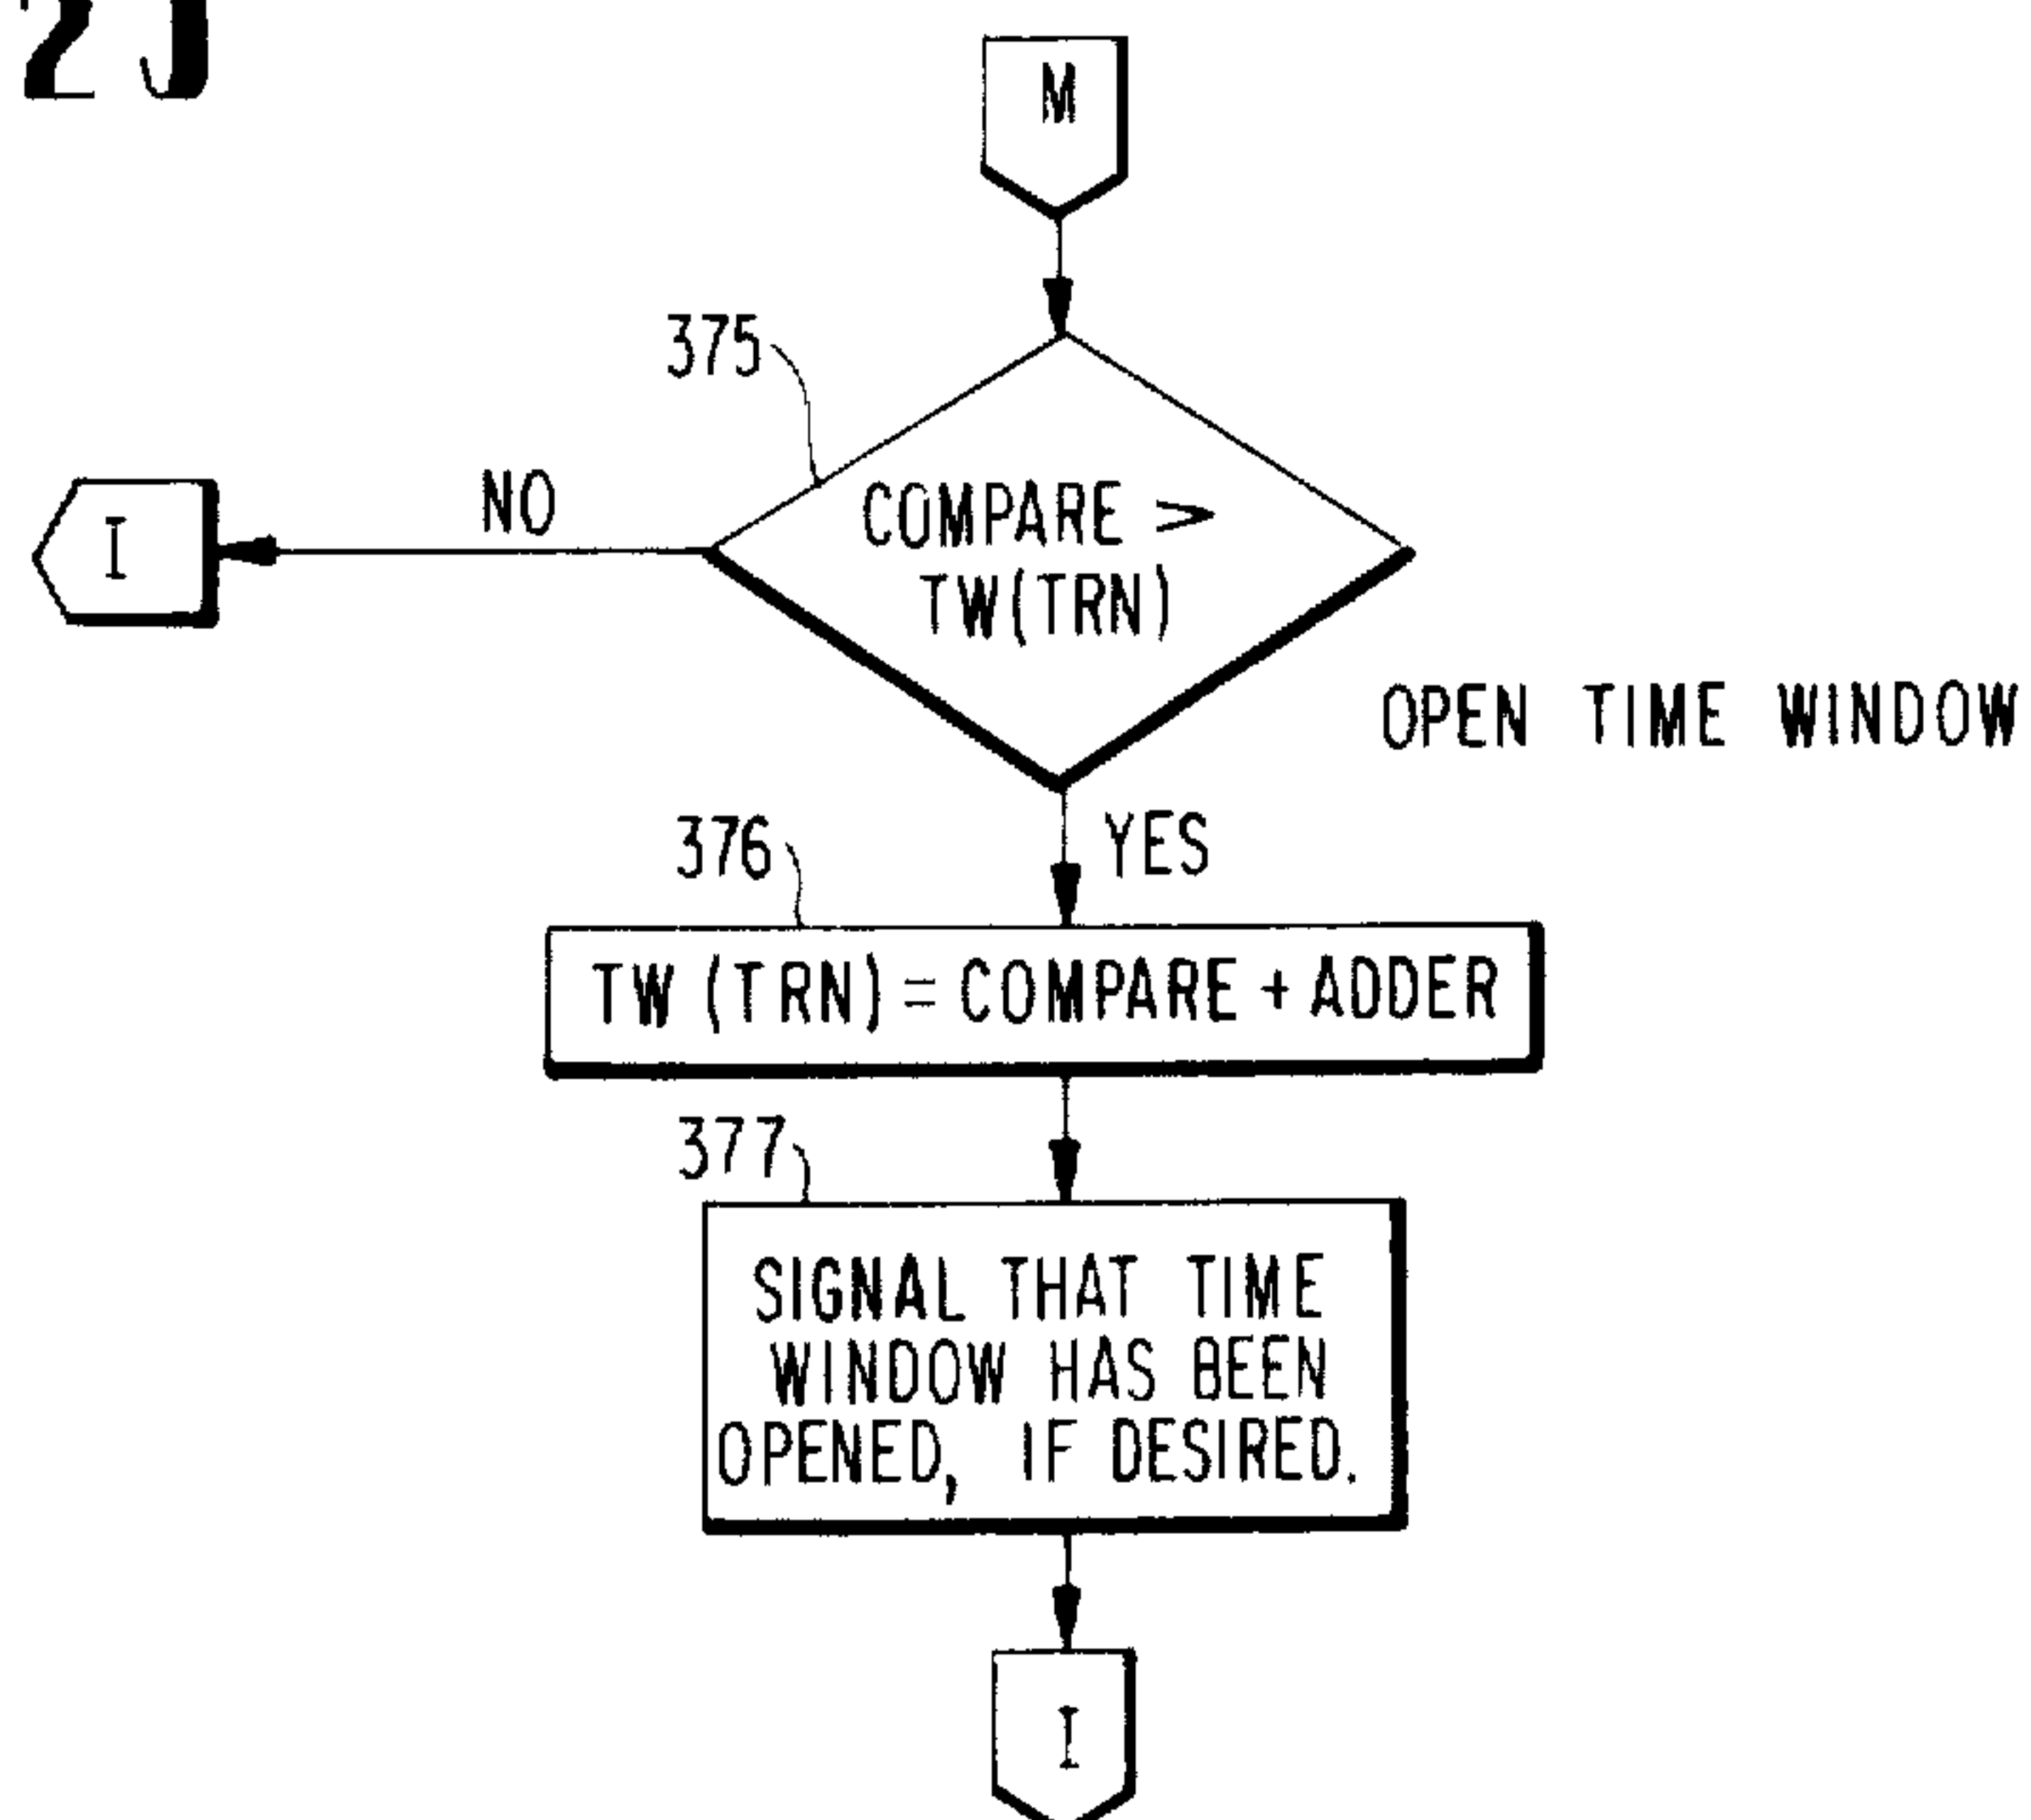 2J
M
375
NO
I
COMPARE >
TW(TRN)
OPEN TIME WINDOW
YES
376
TW (TRN) = COMPARE + ADDER
377
SIGNAL THAT TIME
WINDOW HAS BEEN
OPENED, IF DESIRED.
I